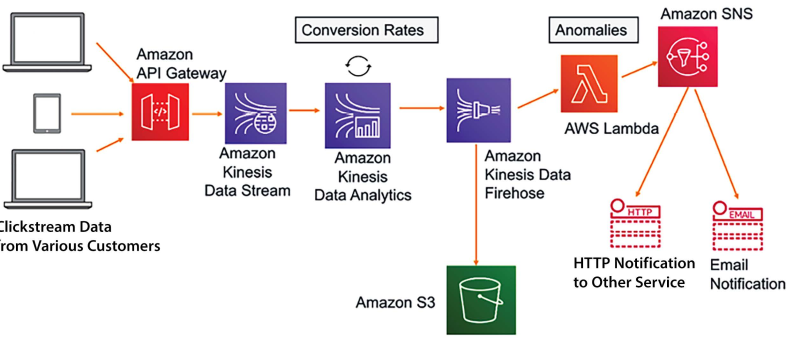 Conversion Rates
Anomalies
Amazon SNS
Amazon
API Gateway
AWS Lambda
Amazon
Kinesis
Data Stream
Amazon
Kinesis
Data Analytics
Amazon
Kinesis Data
Firehose
Clickstream Data
from Various Customers
HTTP
EMAIL
HTTP Notification
to Other Service
Email
Notification
Amazon S3